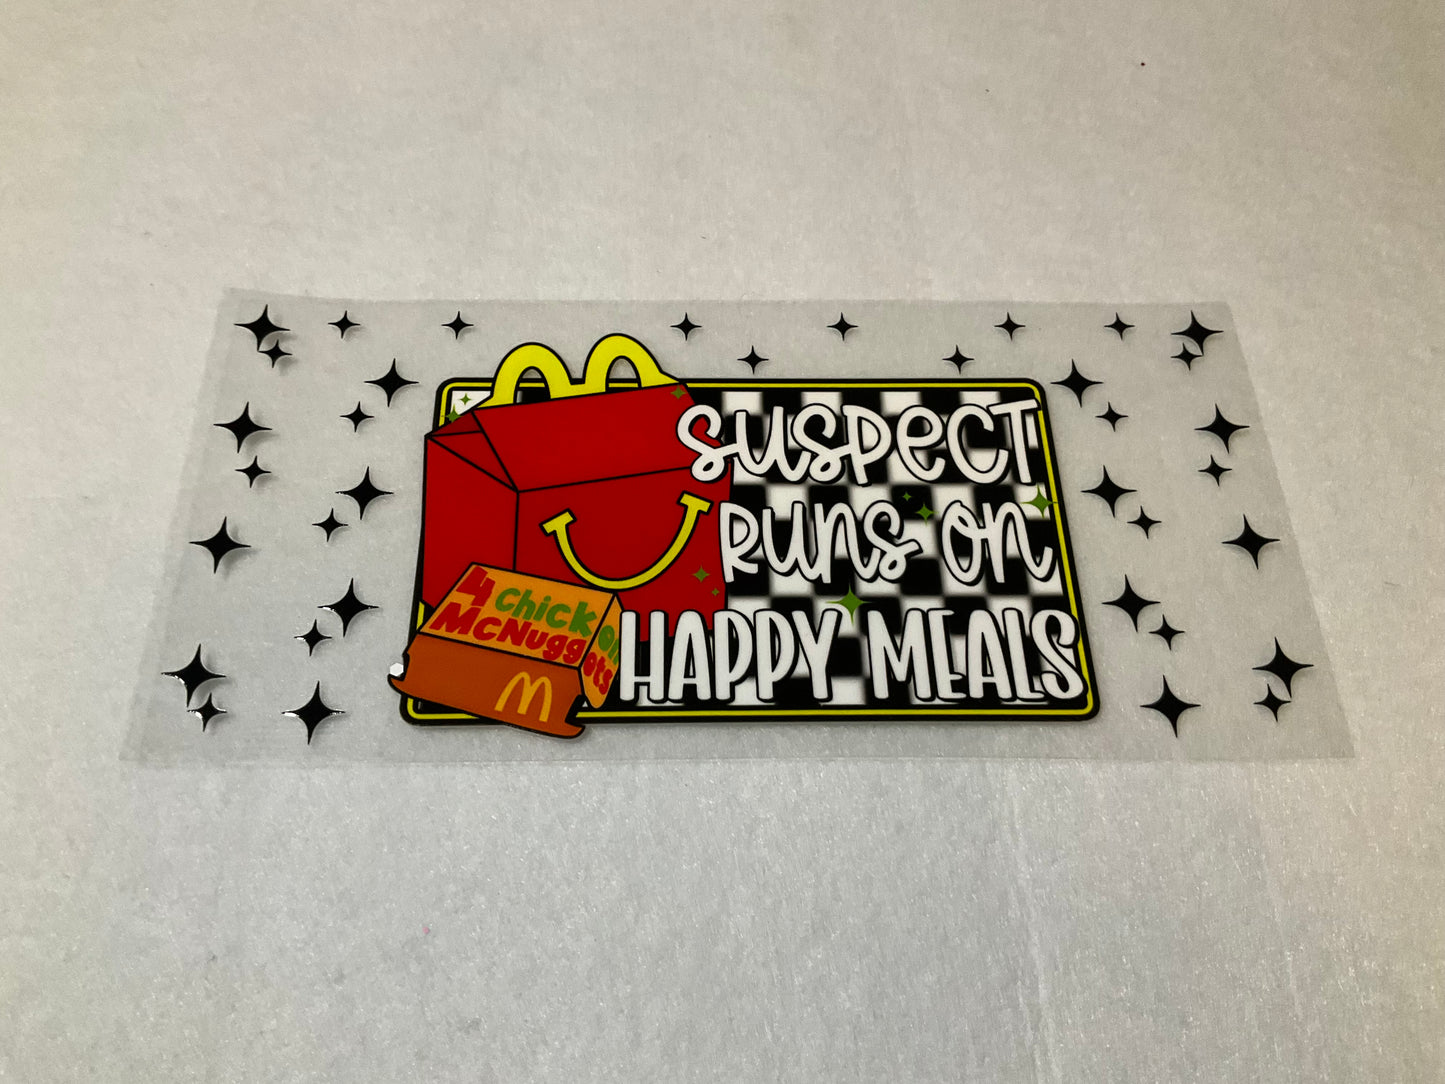 SUSPECT
RUNS ON
HAPPY MEALS
4 Chicken
McNuggets